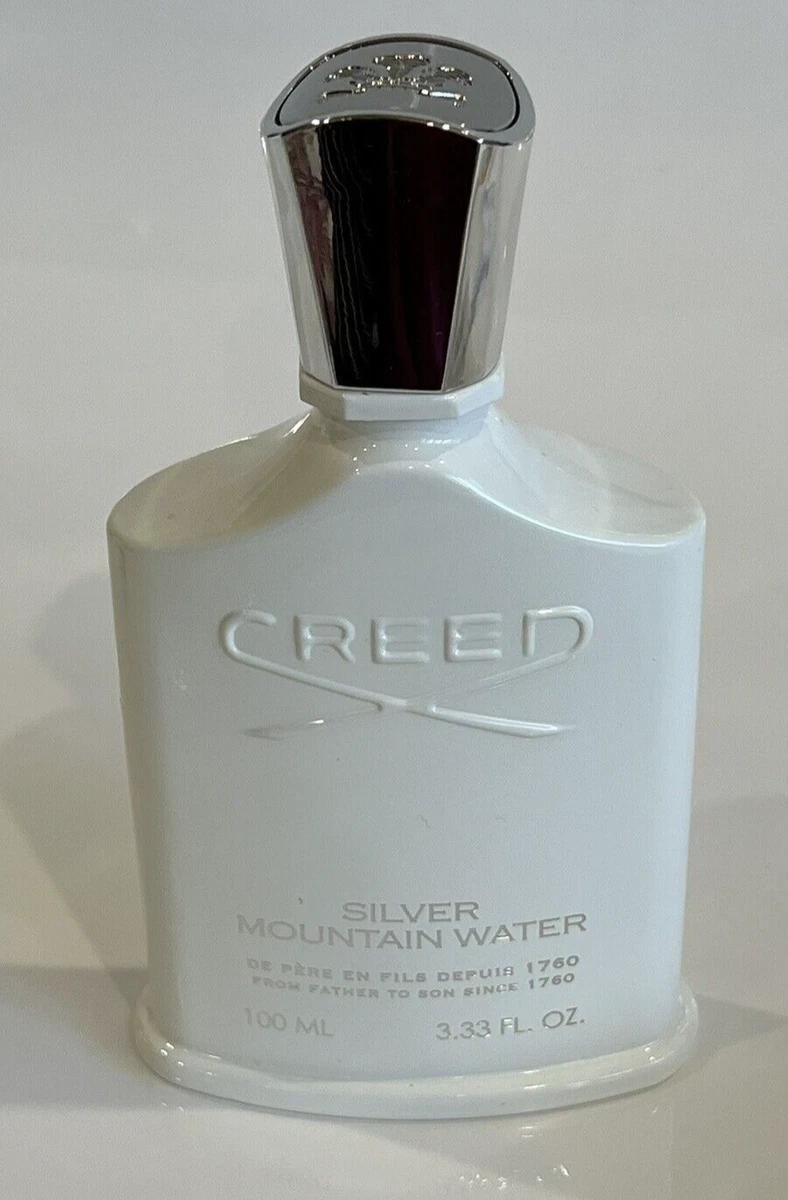 CREED
SILVER
MOUNTAIN WATER
DE PÈRE EN FILS DEPUIS 1760
FROM FATHER TO SON SINCE 1760
100 ML 3.33 FL. OZ.